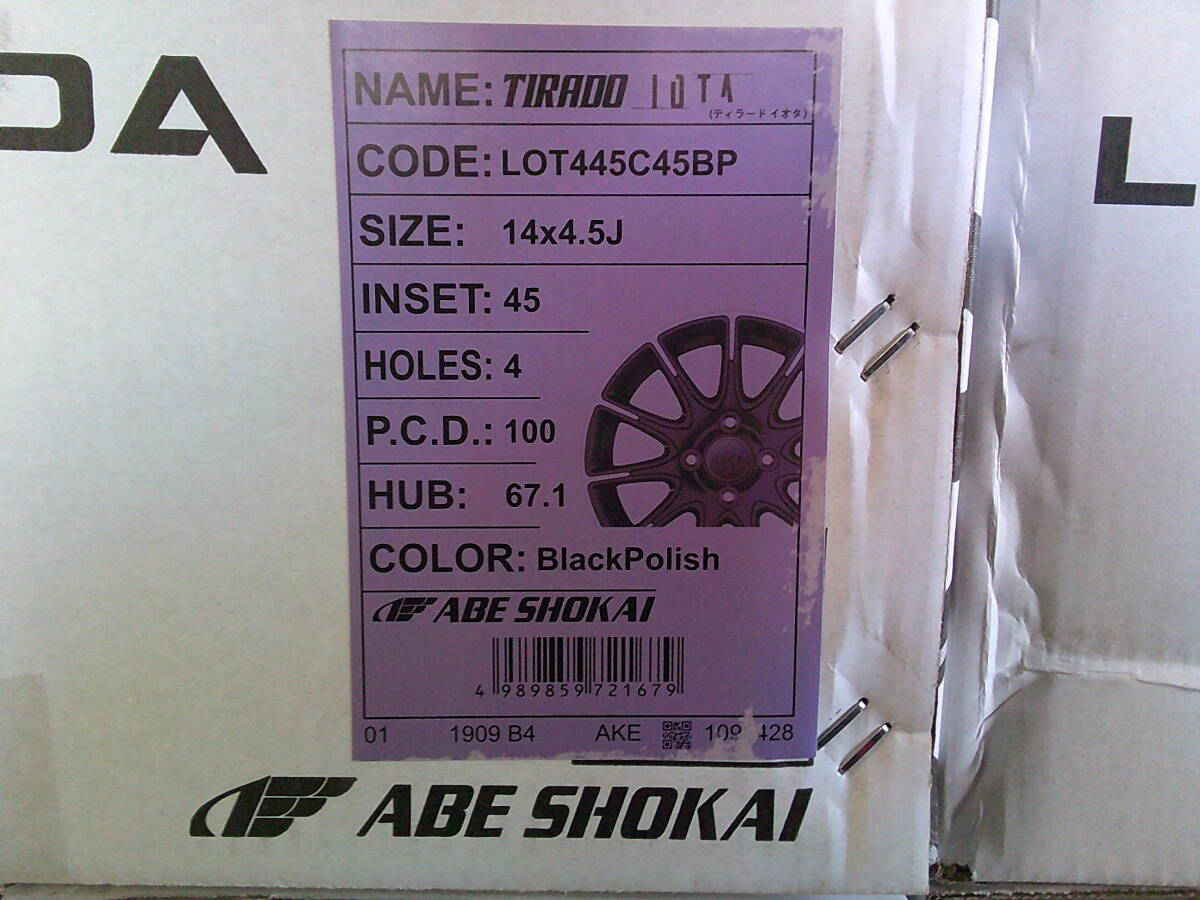 DA
NAME: TIRADO IOTA
(ティラード イオタ)
CODE: LOT445C45BP
SIZE: 14x4.5J
INSET: 45
HOLES: 4
P.C.D.: 100
HUB: 67.1
COLOR: BlackPolish
ABE SHOKAI
4 989859 721679
01 1909 B4 AKE
ABE SHOKAI
L